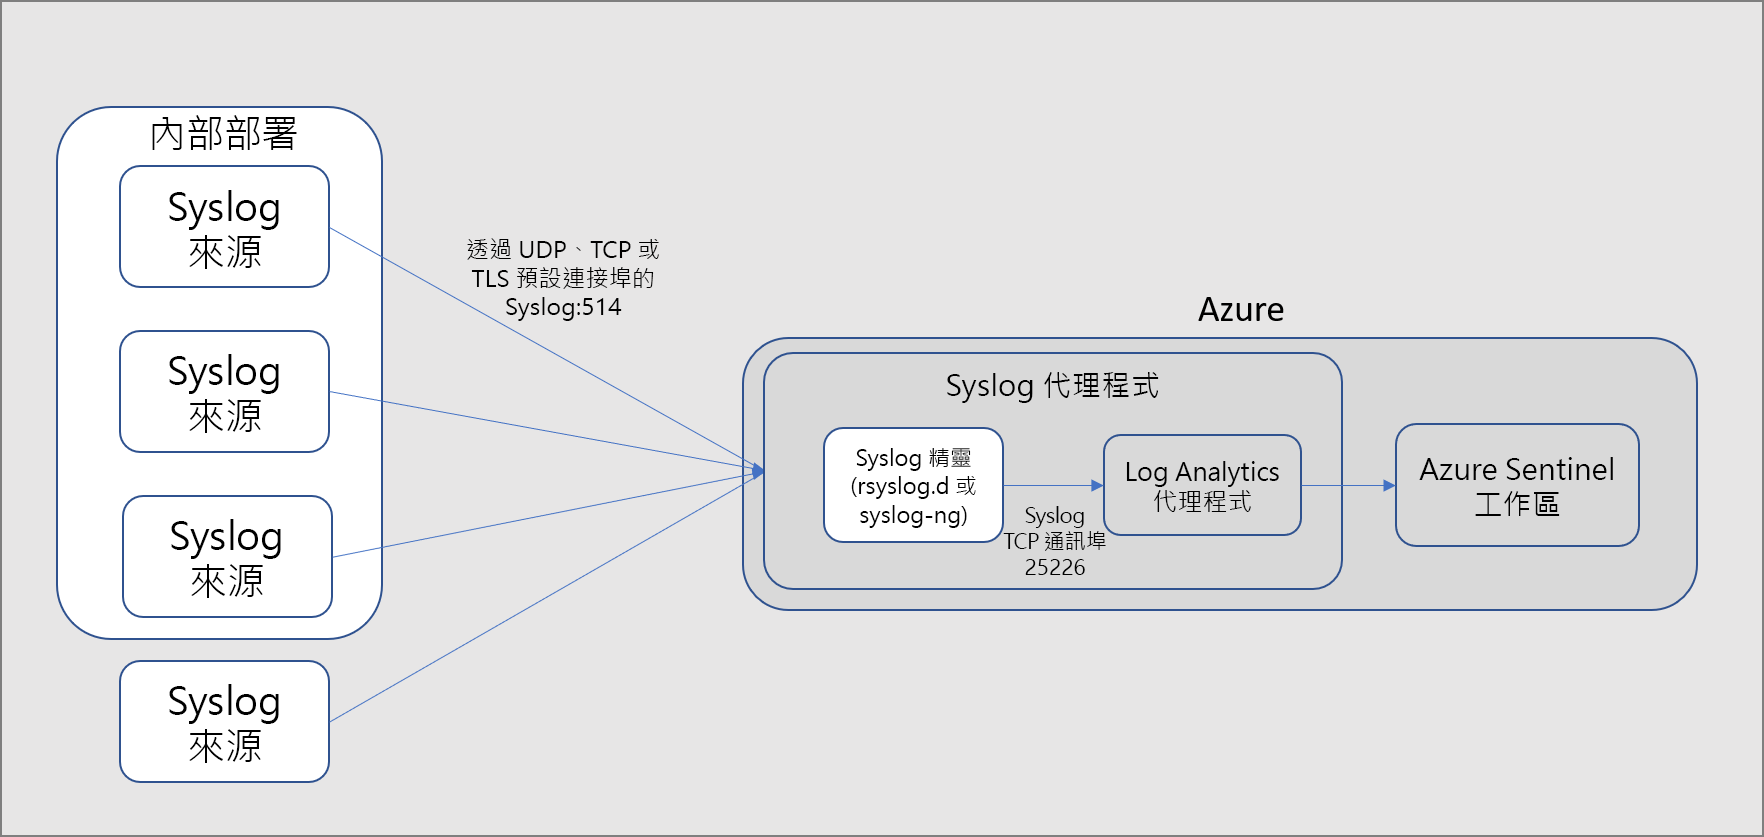 內部部署
Syslog
來源
Syslog
來源
Syslog
來源
Syslog
來源
透過 UDP、TCP 或
TLS 預設連接埠的
Syslog:514
Azure
Syslog 代理程式
Syslog 精靈
(rsyslog.d 或
syslog-ng)
Syslog
TCP 通訊埠
25226
Log Analytics
代理程式
Azure Sentinel
工作區